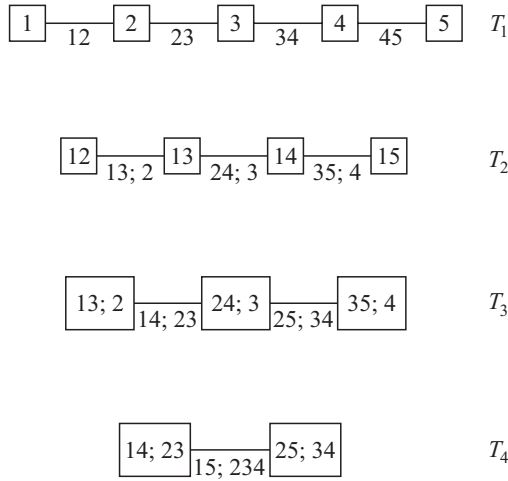 1 2 3 4 5 T1
12 23 34 45
12 13 14 15 T2
13; 2 24; 3 35; 4
13; 2 24; 3 35; 4 T3
14; 23 25; 34
14; 23 25; 34 T4
15; 234